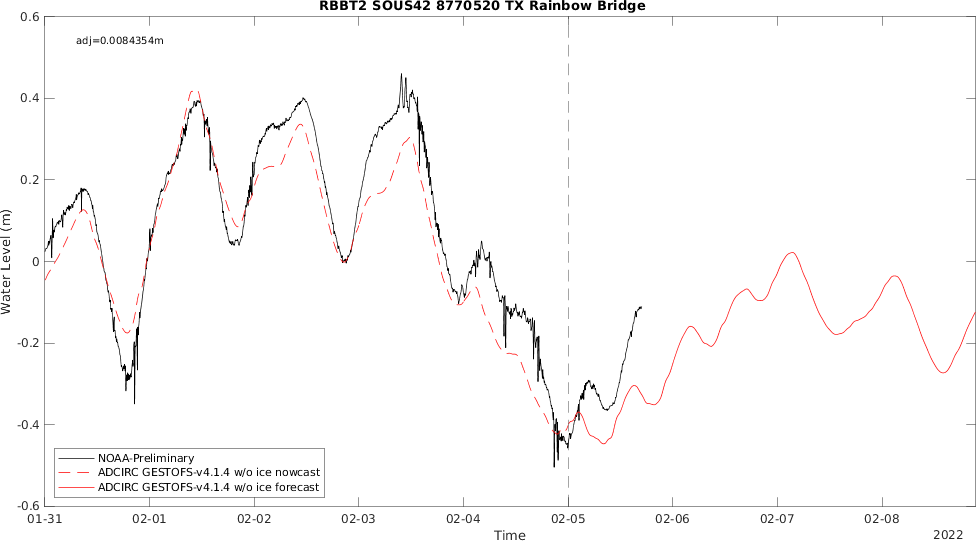 RBBT2 SOUS42 8770520 TX Rainbow Bridge
adj=0.0084354m
0.6
0.4
0.2
0
-0.2
-0.4
-0.6
Water Level (m)
NOAA-Preliminary
ADCIRC GESTOFS-v4.1.4 w/o ice nowcast
ADCIRC GESTOFS-v4.1.4 w/o ice forecast
01-31 02-01 02-02 02-03 02-04 02-05 02-06 02-07 02-08
Time
2022